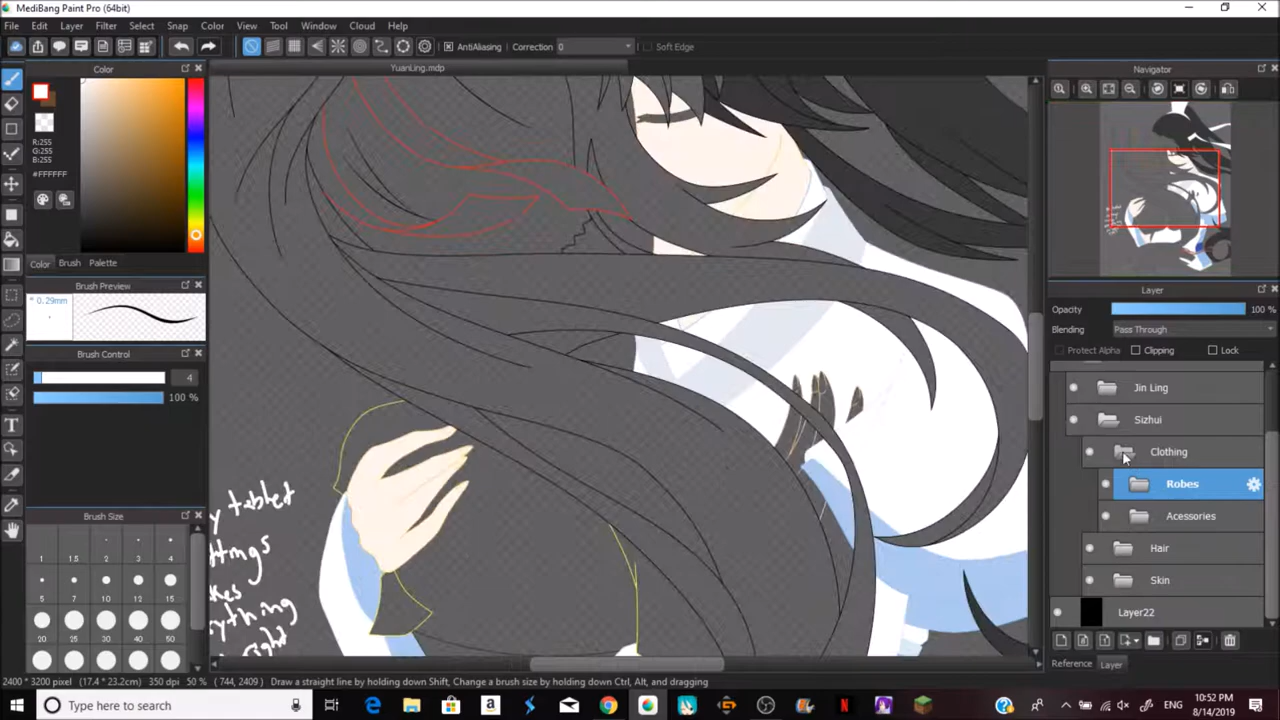 MediBang Paint Pro (64bit)
File Edit Layer Filter Select Snap Color View Tool Window Cloud Help
AntiAliasing Correction 0 Soft Edge
Color
YuanLing.mdp
Navigator
R:255
G:255
B:255
#FFFFFF
Color Brush Palette
Brush Preview
* 0.29mm
Brush Control
4
100 %
Brush Size
1 1.5 2 3 4
5 7 10 12 15
20 25 30 40 50
Layer
Opacity 100 %
Blending Pass Through
Protect Alpha Clipping Lock
Jin Ling
Sizhui
Clothing
Robes
Acessories
Hair
Skin
Layer22
Reference Layer
tablet
right
2400 * 3200 pixel (17.4 * 23.2cm) 350 dpi 50 % ( 744, 2409 ) Draw a straight line by holding down Shift, Change a brush size by holding down Ctrl, Alt, and dragging
Type here to search
10:52 PM
8/14/2019